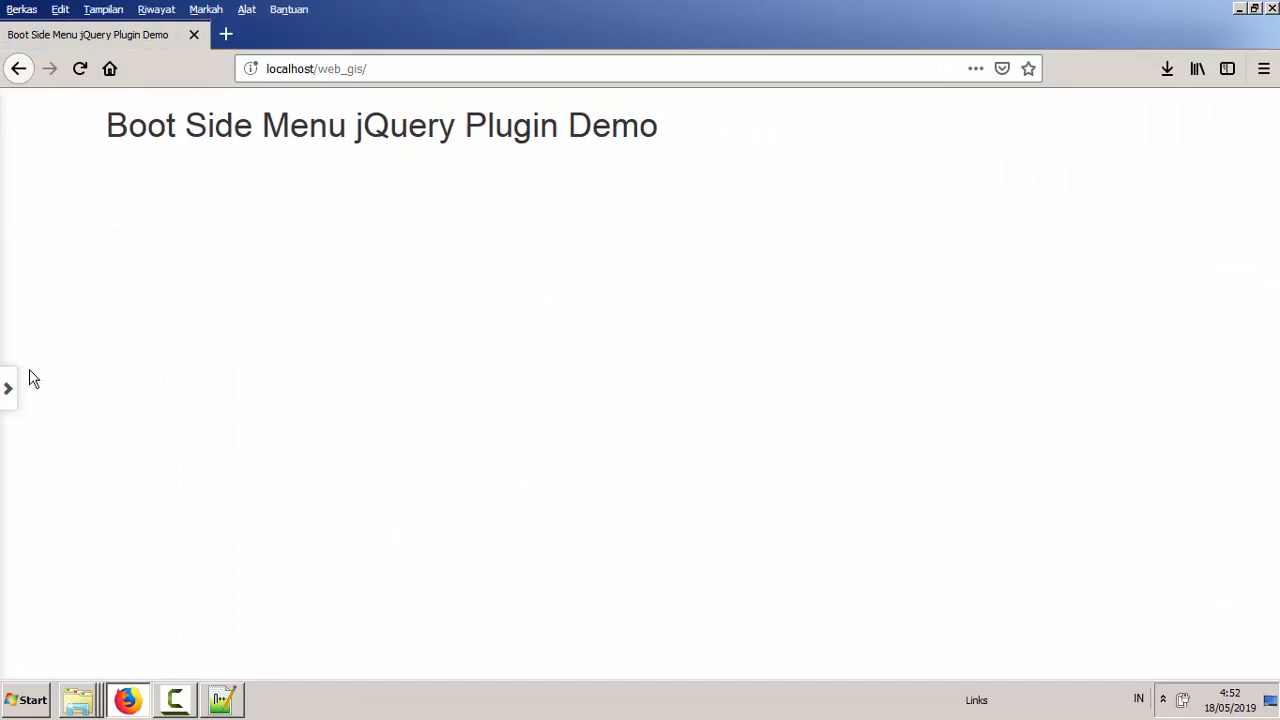 Berkas Edit Tampilan Riwayat Markah Alat Bantuan
Boot Side Menu jQuery Plugin Demo
localhost/web_gis/
Boot Side Menu jQuery Plugin Demo
Start
Links
IN
4:52
18/05/2019